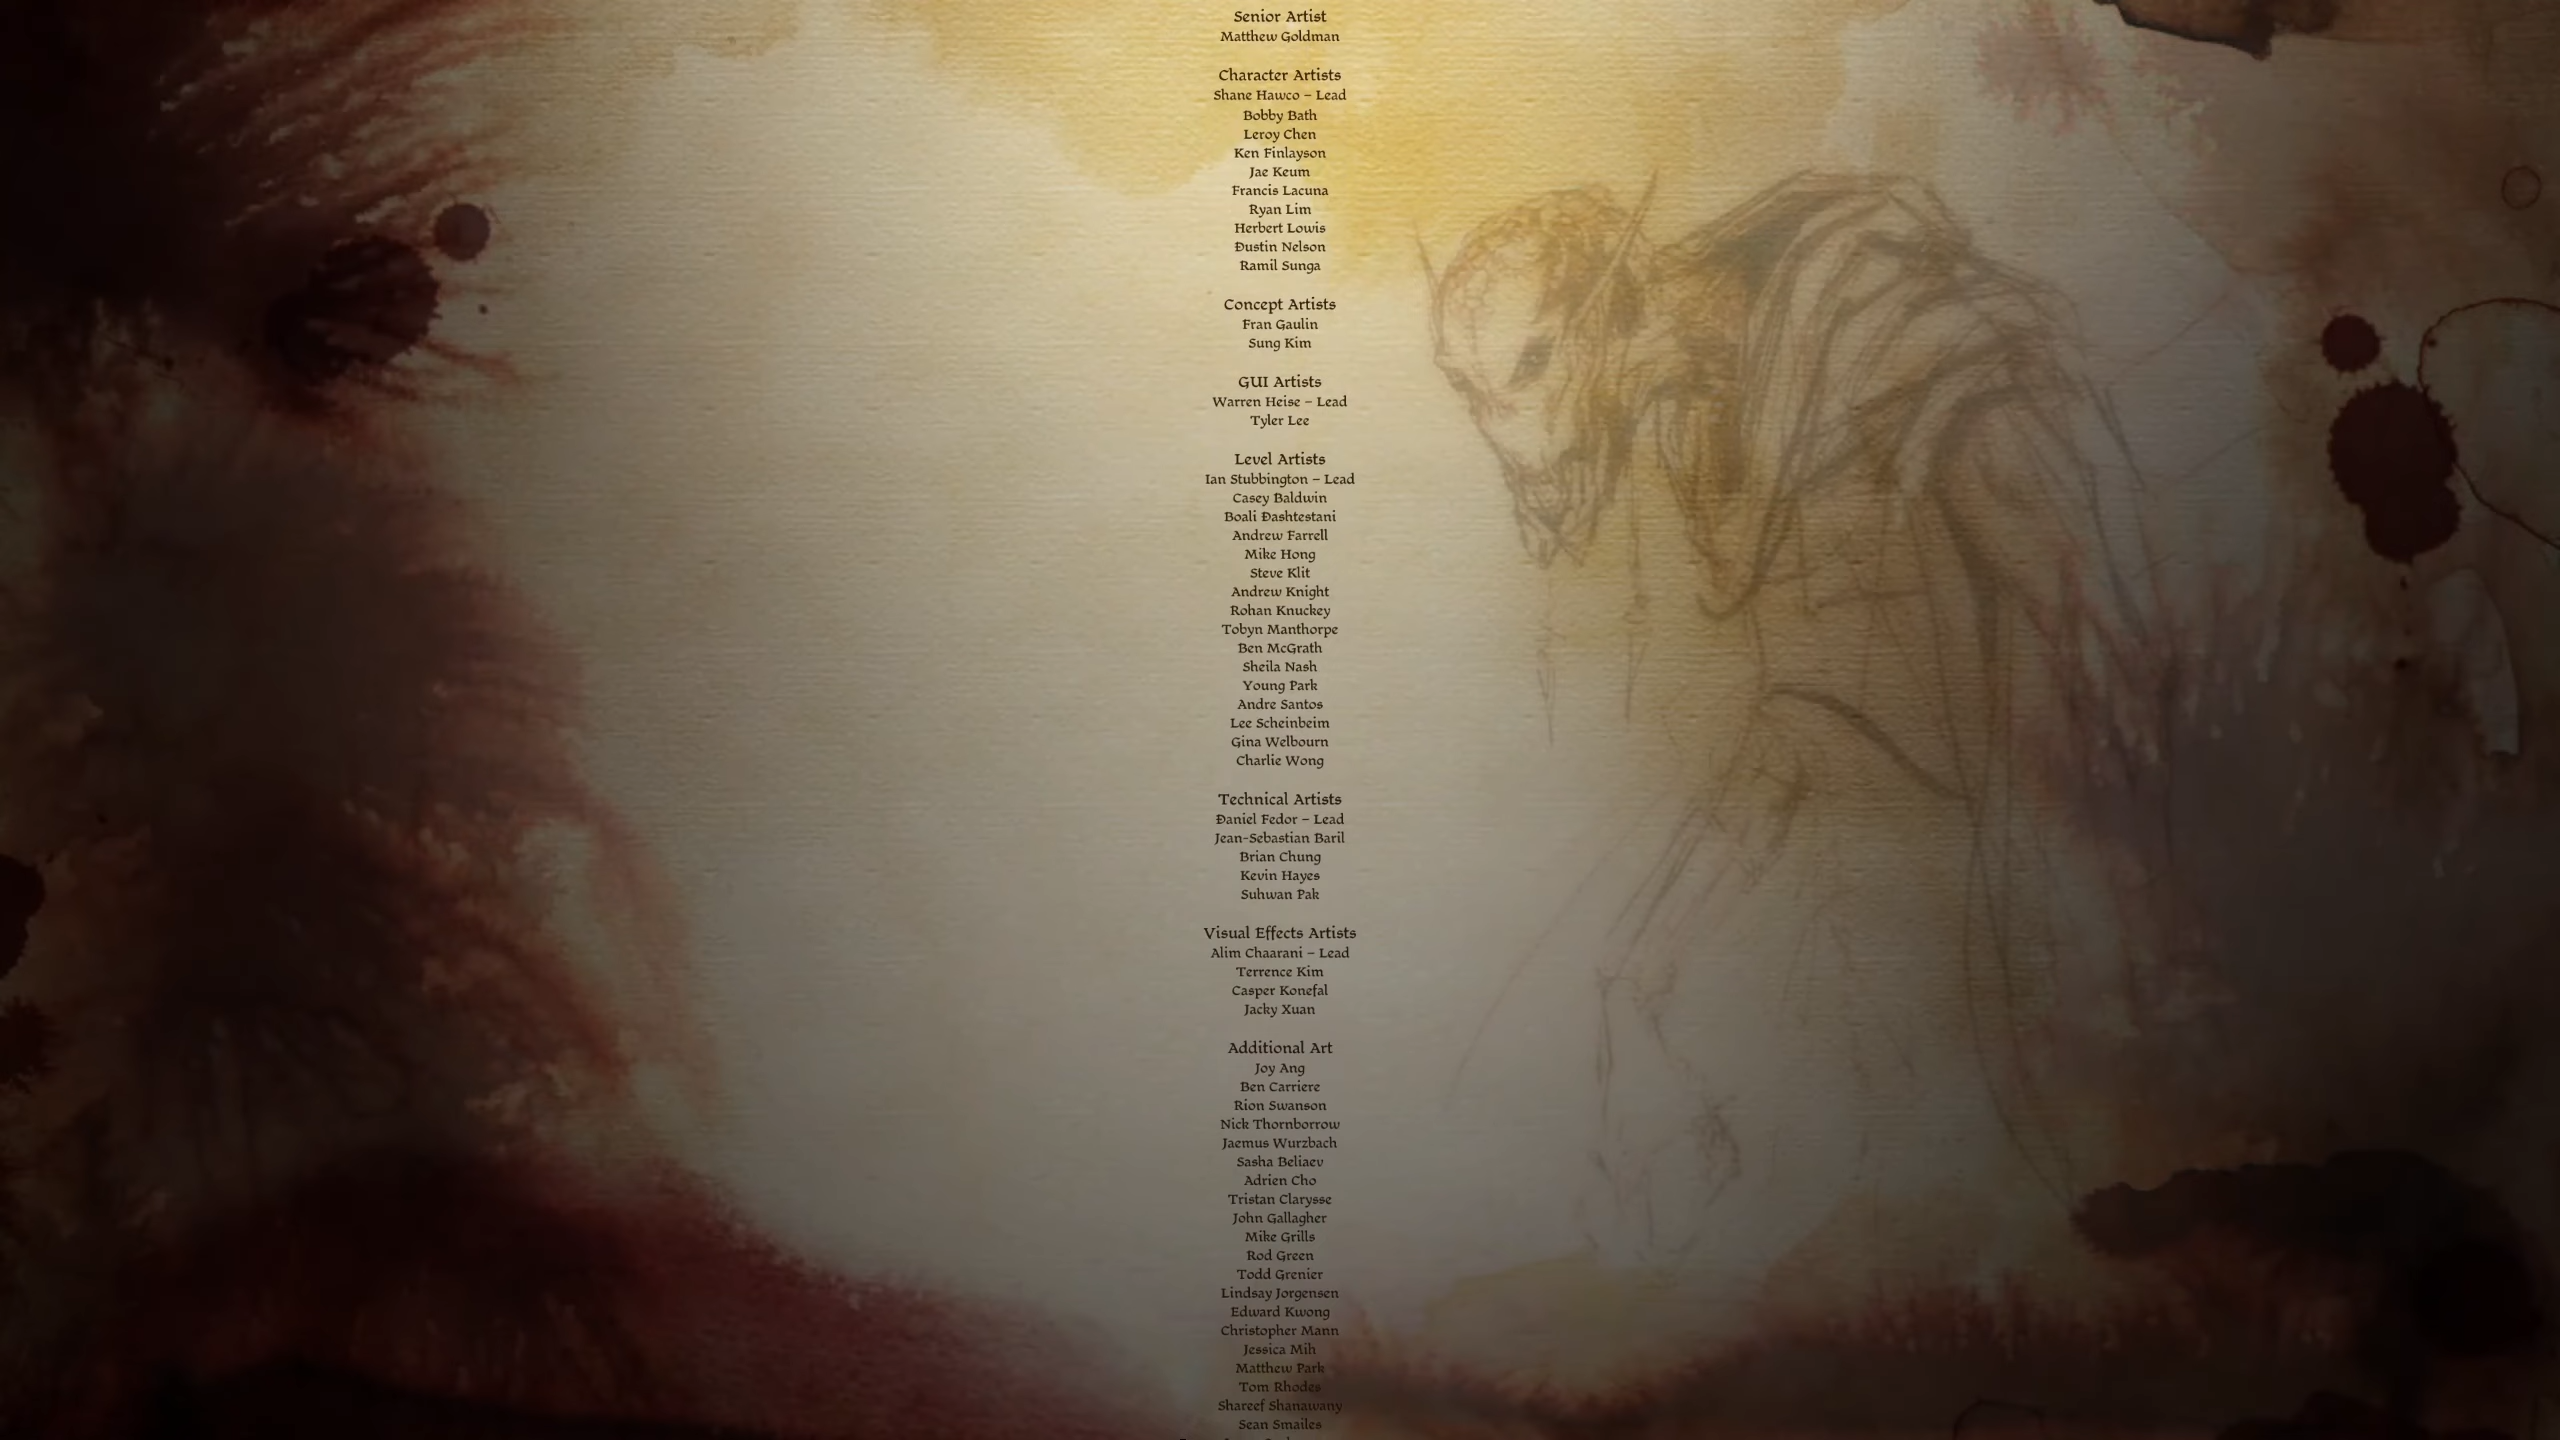 Senior Artist
Matthew Goldman
Character Artists
Shane Hawco – Lead
Bobby Bath
Leroy Chen
Ken Finlayson
Jae Keum
Francis Lacuna
Ryan Lim
Herbert Lowis
Dustin Nelson
Ramil Sunga
Concept Artists
Fran Gaulin
Sung Kim
GUI Artists
Warren Heise – Lead
Tyler Lee
Level Artists
Ian Stubbington – Lead
Casey Baldwin
Boali Dashtestani
Andrew Farrell
Mike Hong
Steve Klit
Andrew Knight
Rohan Knuckey
Tobyn Manthorpe
Ben McGrath
Sheila Nash
Young Park
Andre Santos
Lee Scheinbeim
Gina Welbourn
Charlie Wong
Technical Artists
Daniel Fedor – Lead
Jean-Sebastian Baril
Brian Chung
Kevin Hayes
Suhwan Pak
Visual Effects Artists
Alim Chaarani – Lead
Terrence Kim
Casper Konefal
Jacky Xuan
Additional Art
Joy Ang
Ben Carriere
Rion Swanson
Nick Thornborrow
Jaemus Wurzbach
Sasha Beliaev
Adrien Cho
Tristan Clarysse
John Gallagher
Mike Grills
Rod Green
Todd Grenier
Lindsay Jorgensen
Edward Kwong
Christopher Mann
Jessica Mih
Matthew Park
Tom Rhodes
Shareef Shanawany
Sean Smailes